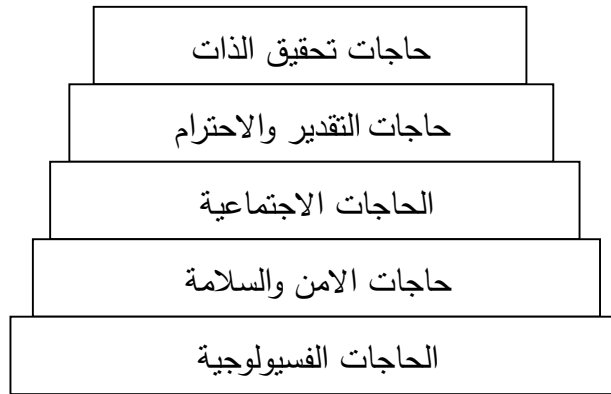 حاجات تحقيق الذات
حاجات التقدير والاحترام
الحاجات الاجتماعية
حاجات الامن والسلامة
الحاجات الفسيولوجية